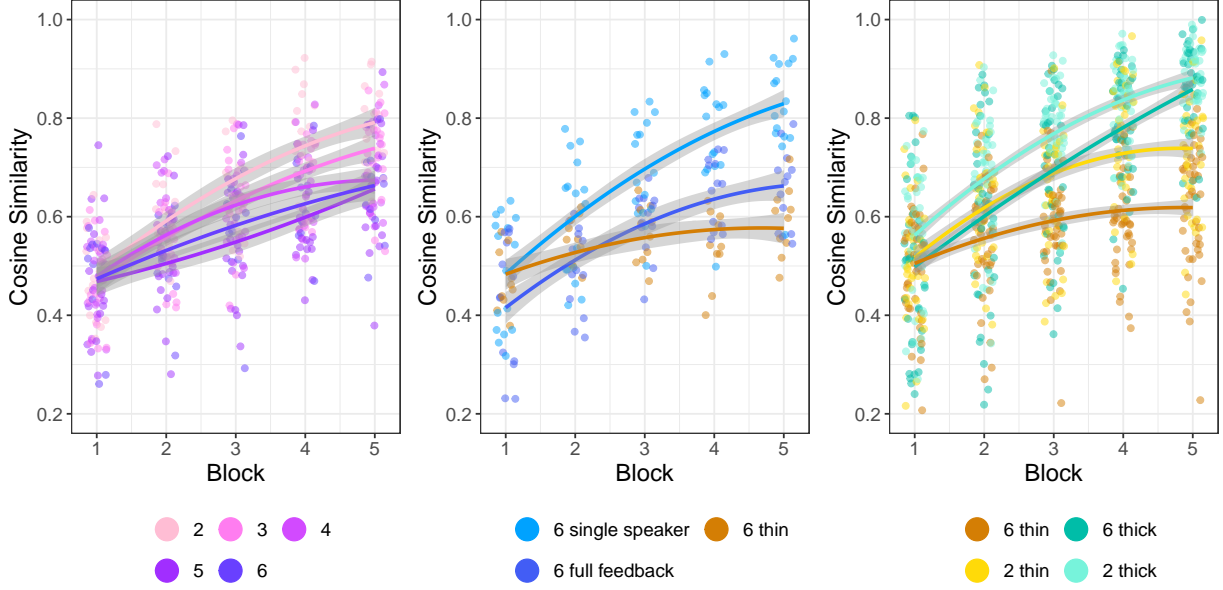 Cosine Similarity
1.0
0.8
0.6
0.4
0.2
1 2 3 4 5
Block
2 3 4
5 6
Cosine Similarity
1.0
0.8
0.6
0.4
0.2
1 2 3 4 5
Block
6 single speaker 6 thin
6 full feedback
Cosine Similarity
1.0
0.8
0.6
0.4
0.2
1 2 3 4 5
Block
6 thin 6 thick
2 thin 2 thick